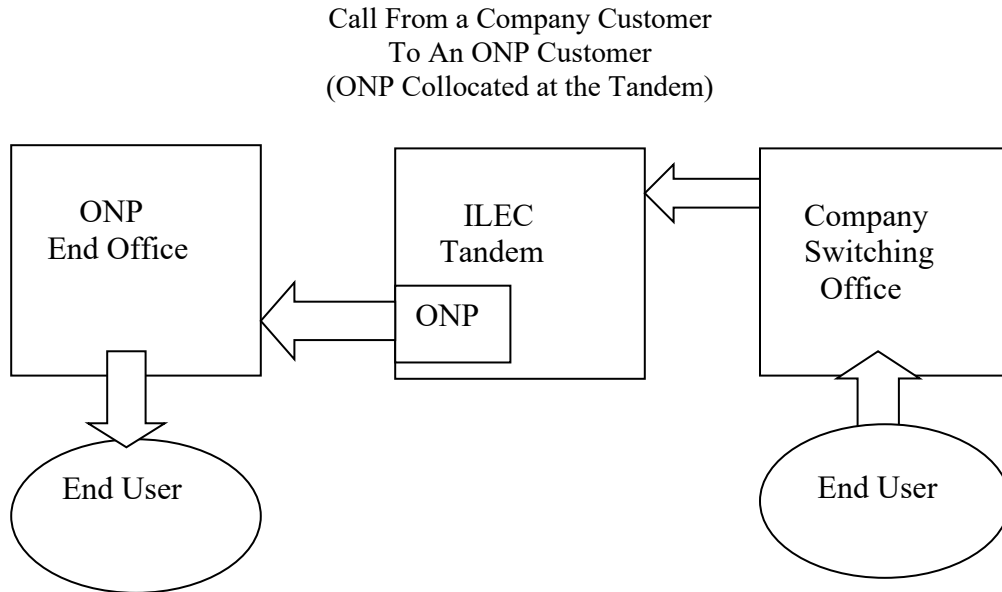 Call From a Company Customer
To An ONP Customer
(ONP Collocated at the Tandem)
ONP
End Office
ILEC
Tandem
ONP
Company
Switching
Office
End User
End User